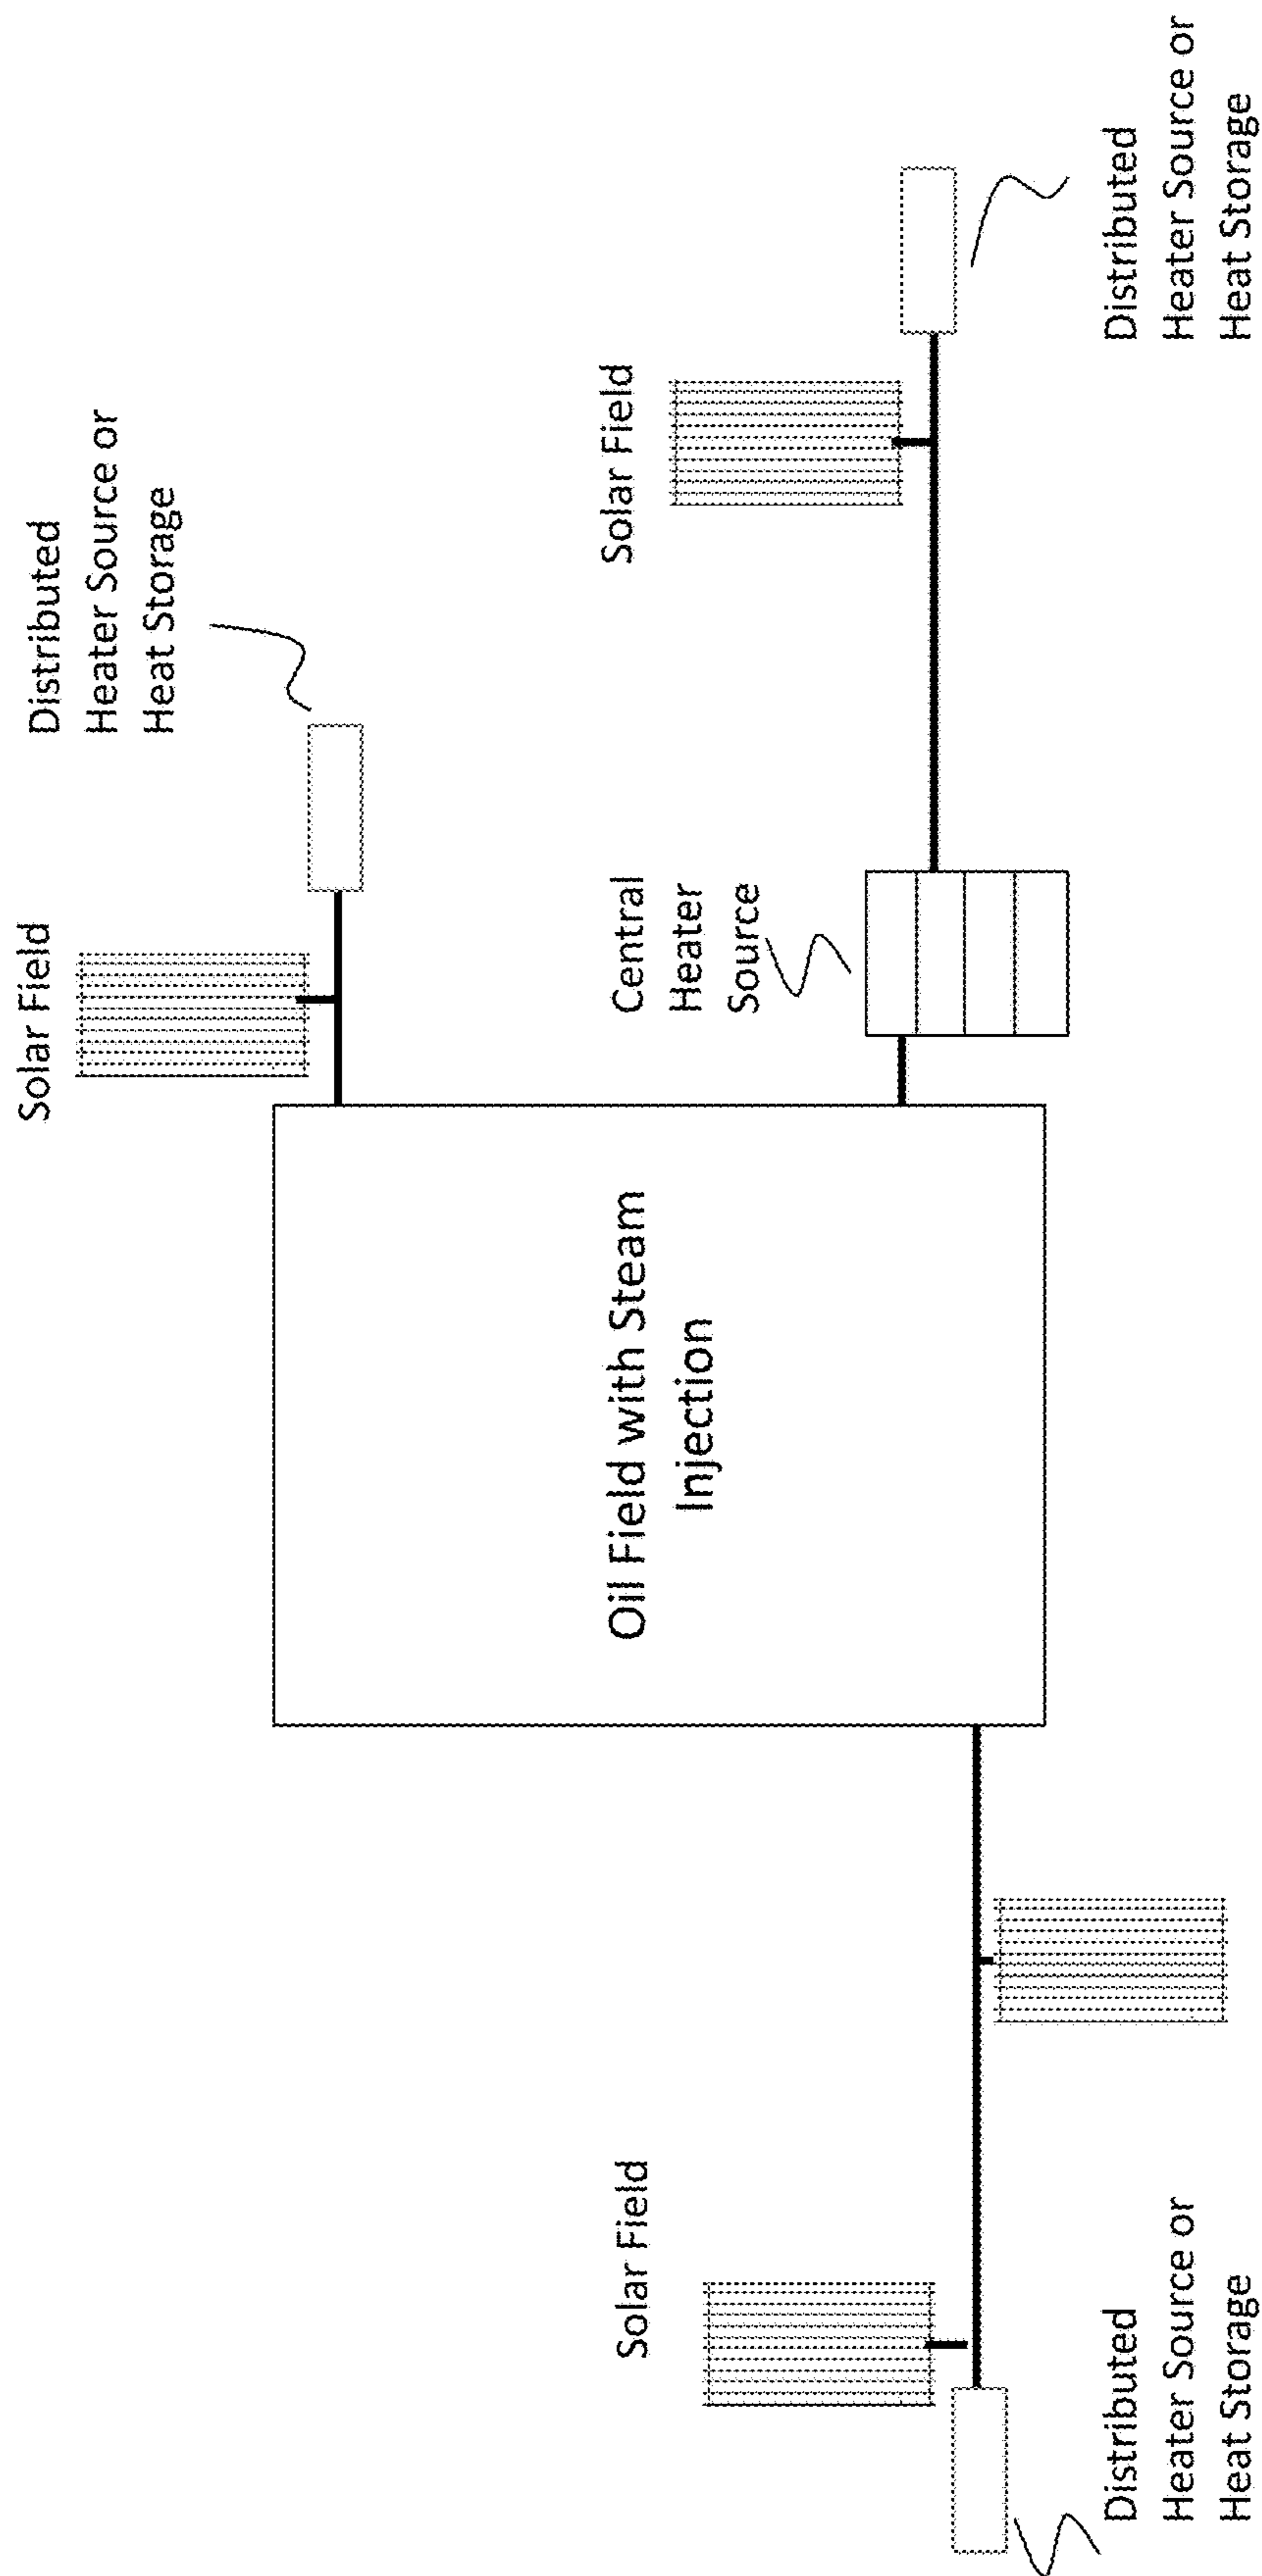 Solar Field
Distributed
Heater Source or
Heat Storage
Solar Field
Distributed
Heater Source or
Heat Storage
Oil Field with Steam
Injection
Central
Heater
Source
Solar Field
Distributed
Heater Source or
Heat Storage